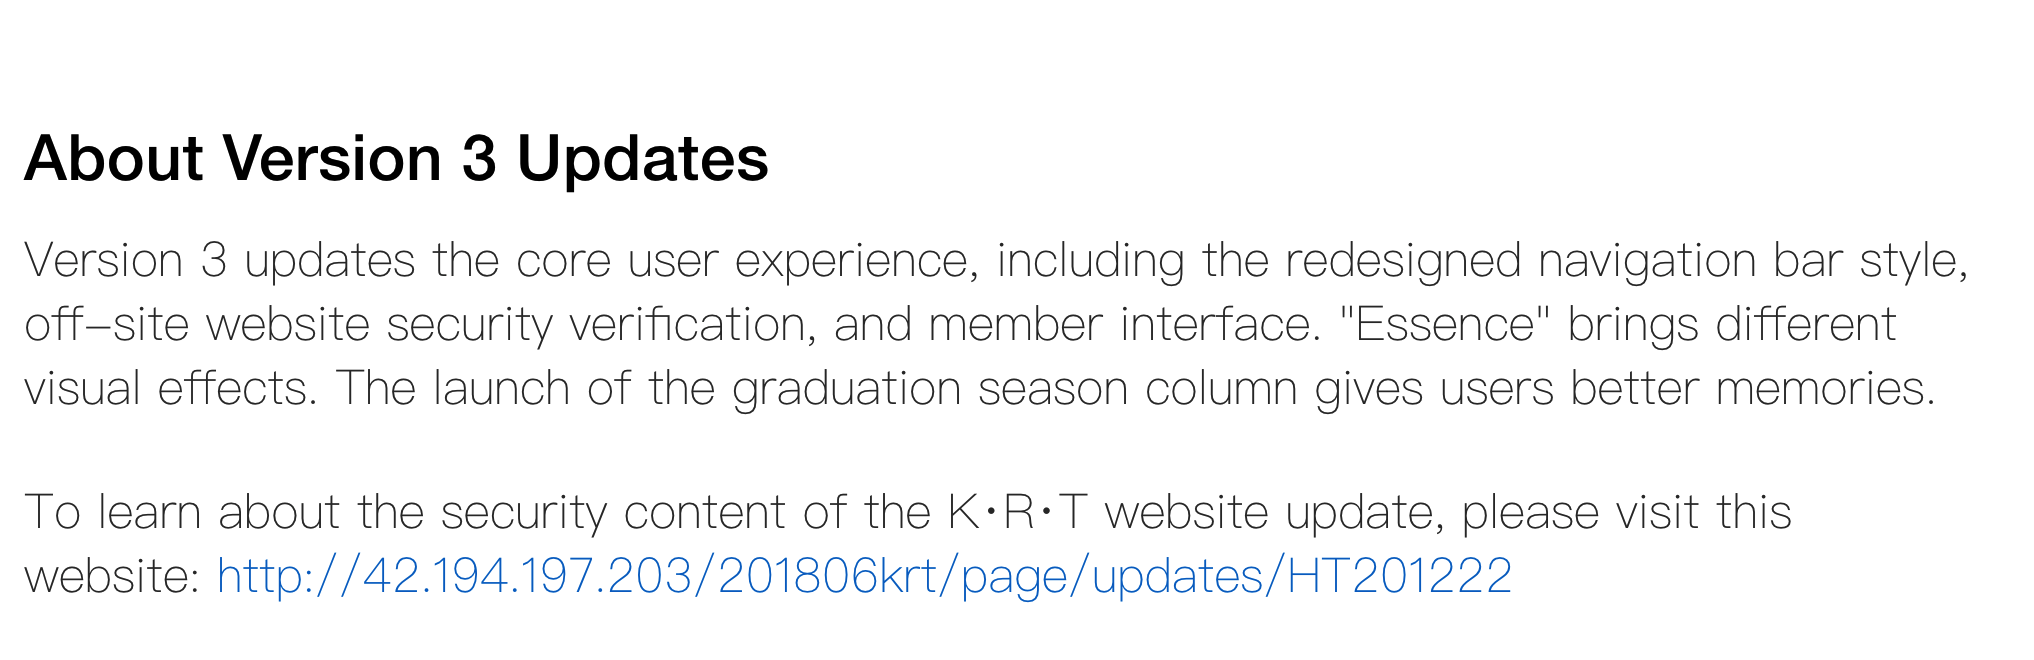 About Version 3 Updates
Version 3 updates the core user experience, including the redesigned navigation bar style,
off–site website security verification, and member interface. "Essence" brings different
visual effects. The launch of the graduation season column gives users better memories.
To learn about the security content of the K·R·T website update, please visit this
website: http://42.194.197.203/201806krt/page/updates/HT201222